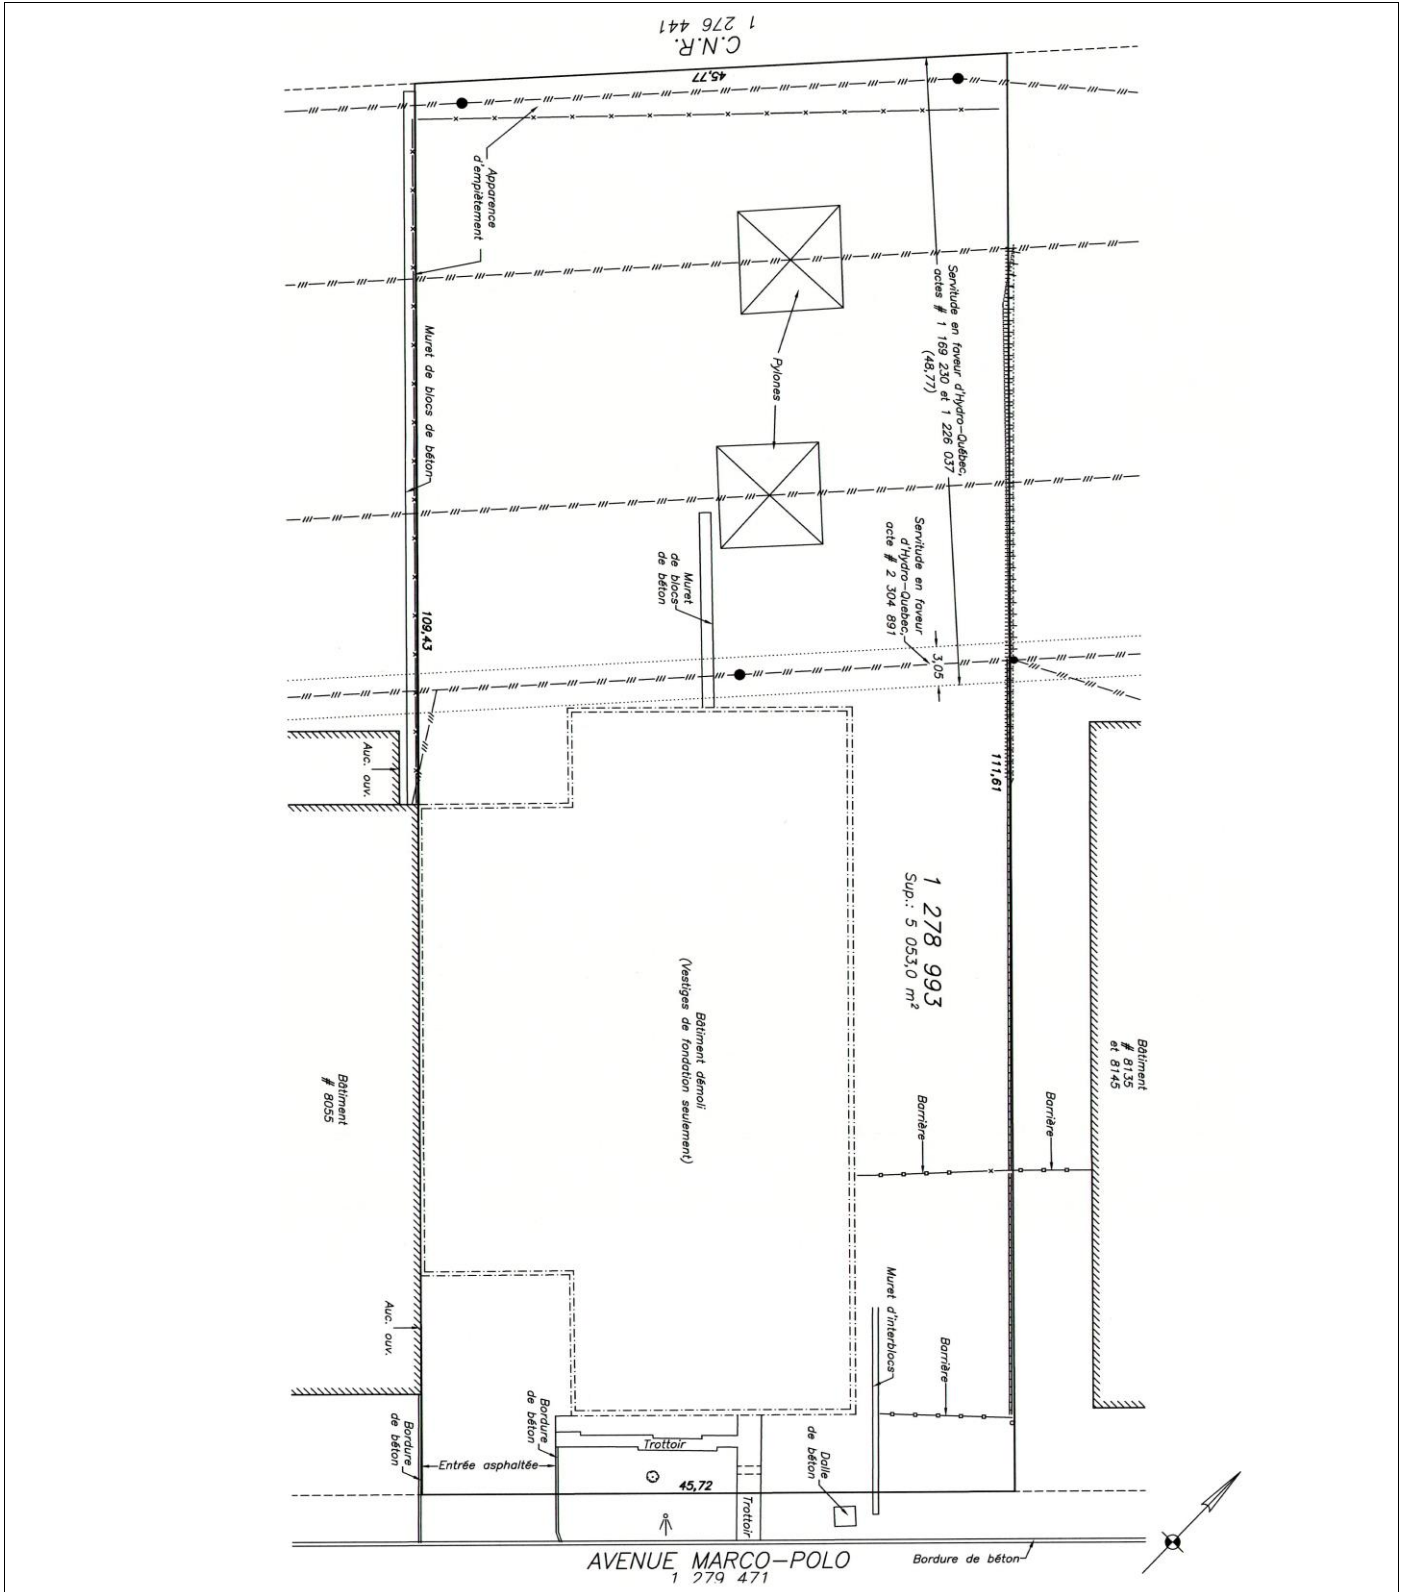 1 276 441
C.N.R.
45,77
Apparence
d'empiètement
Servitude en faveur d'Hydro-Québec,
actes # 1 169 230 et 1 226 037
(48,77)
Muret de blocs de béton
Pylones
Servitude en faveur
d'Hydro-Quebec,
acte # 2 304 891
Muret
de blocs
de béton
109,43
3,05
Auc. ouv.
111,61
1 278 993
Sup.: 5 053,0 m²
Bâtiment démoli
(Vestiges de fondation seulement)
Bâtiment
# 8055
Bâtiment
# 8135
et 8145
Barrière
Barrière
Muret d'interblocs
Barrière
Auc. ouv.
Bordure
de béton
Bordure
de béton
Entrée asphaltée
Trottoir
45,72
Trottoir
Dalle
de béton
AVENUE MARCO-POLO
1 279 471
Bordure de béton